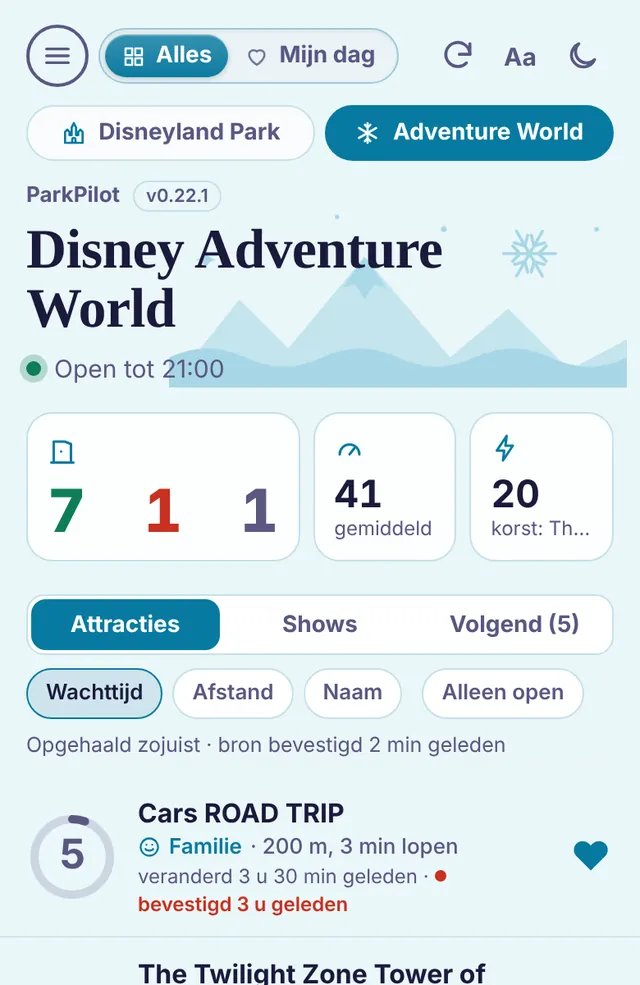 Alles
Mijn dag
Aa
Disneyland Park
Adventure World
ParkPilot v0.22.1
Disney Adventure
World
Open tot 21:00
7 1 1
41
gemiddeld
20
korst: Th...
Attracties
Shows
Volgend (5)
Wachttijd
Afstand
Naam
Alleen open
Opgehaald zojuist · bron bevestigd 2 min geleden
5
Cars ROAD TRIP
Familie · 200 m, 3 min lopen
veranderd 3 u 30 min geleden ·
bevestigd 3 u geleden
The Twilight Zone Tower of